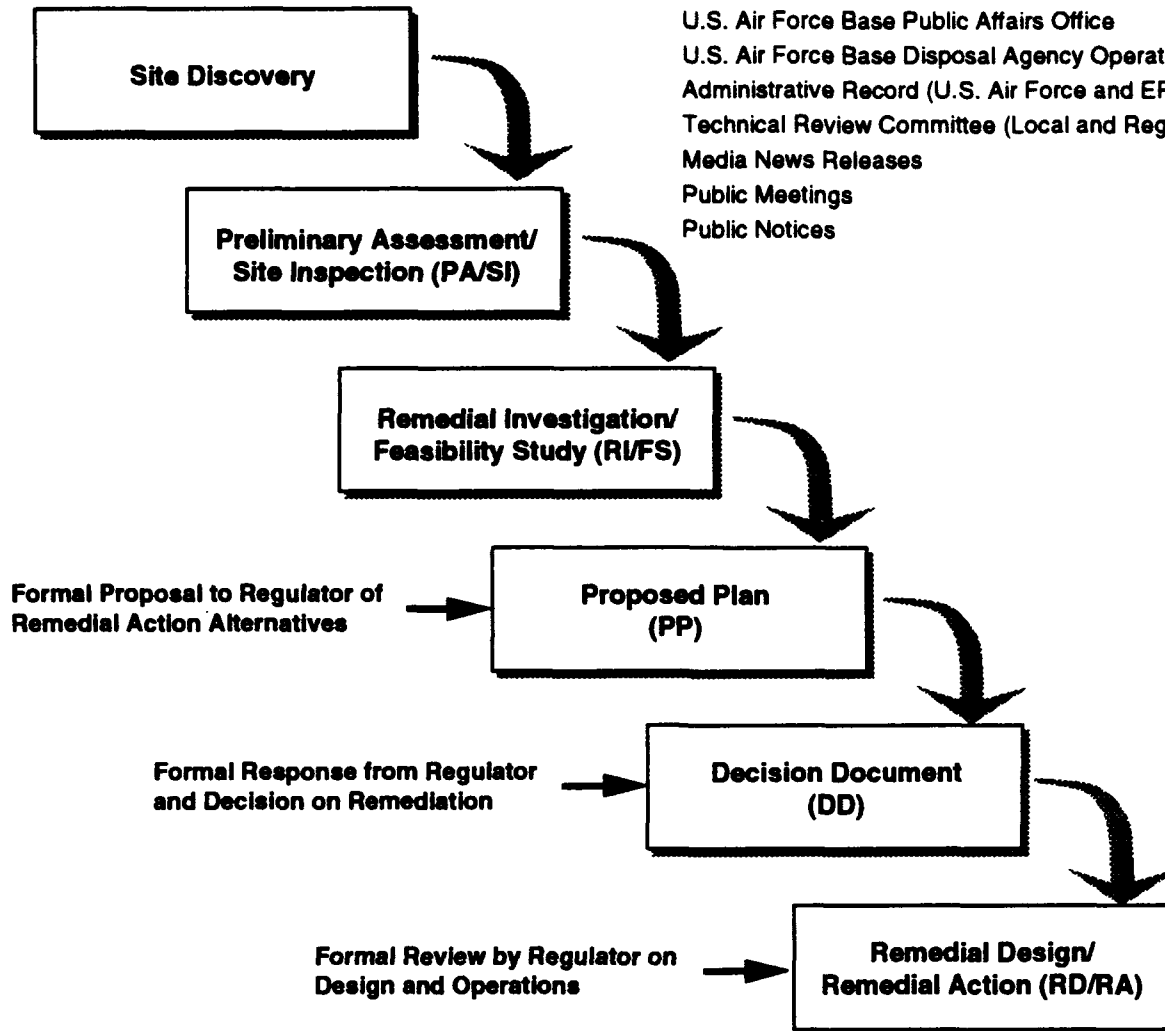 U.S. Air Force Base Public Affairs Office
U.S. Air Force Base Disposal Agency
Administrative Record (U.S. Air Force and
Technical Review Committee (Local and
Media News Releases
Public Meetings
Public Notices
Site Discovery
Preliminary Assessment/
Site Inspection (PA/SI)
Remedial Investigation/
Feasibility Study (RI/FS)
Formal Proposal to Regulator of
Remedial Action Alternatives
Proposed Plan
(PP)
Formal Response from Regulator
and Decision on Remediation
Decision Document
(DD)
Formal Review by Regulator on
Design and Operations
Remedial Design/
Remedial Action (RD/RA)